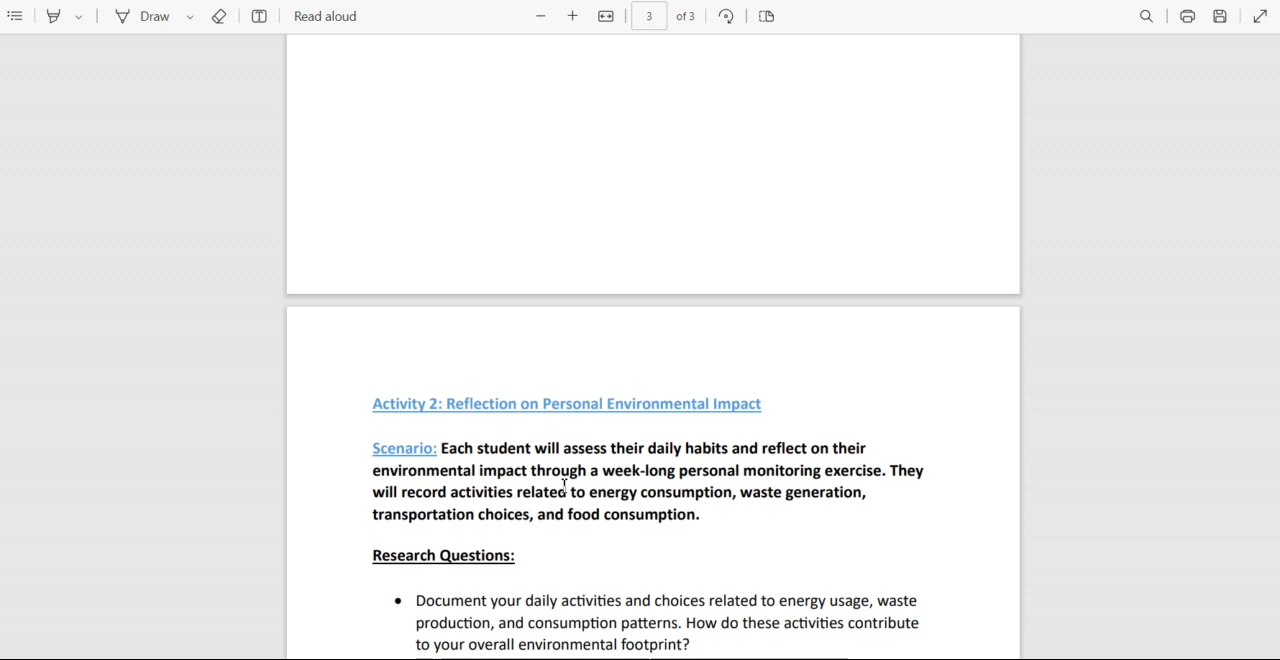 Draw
Read aloud
3 of 3
Activity 2: Reflection on Personal Environmental Impact
Scenario: Each student will assess their daily habits and reflect on their
environmental impact through a week-long personal monitoring exercise. They
will record activities related to energy consumption, waste generation,
transportation choices, and food consumption.
Research Questions:
• Document your daily activities and choices related to energy usage, waste
production, and consumption patterns. How do these activities contribute
to your overall environmental footprint?